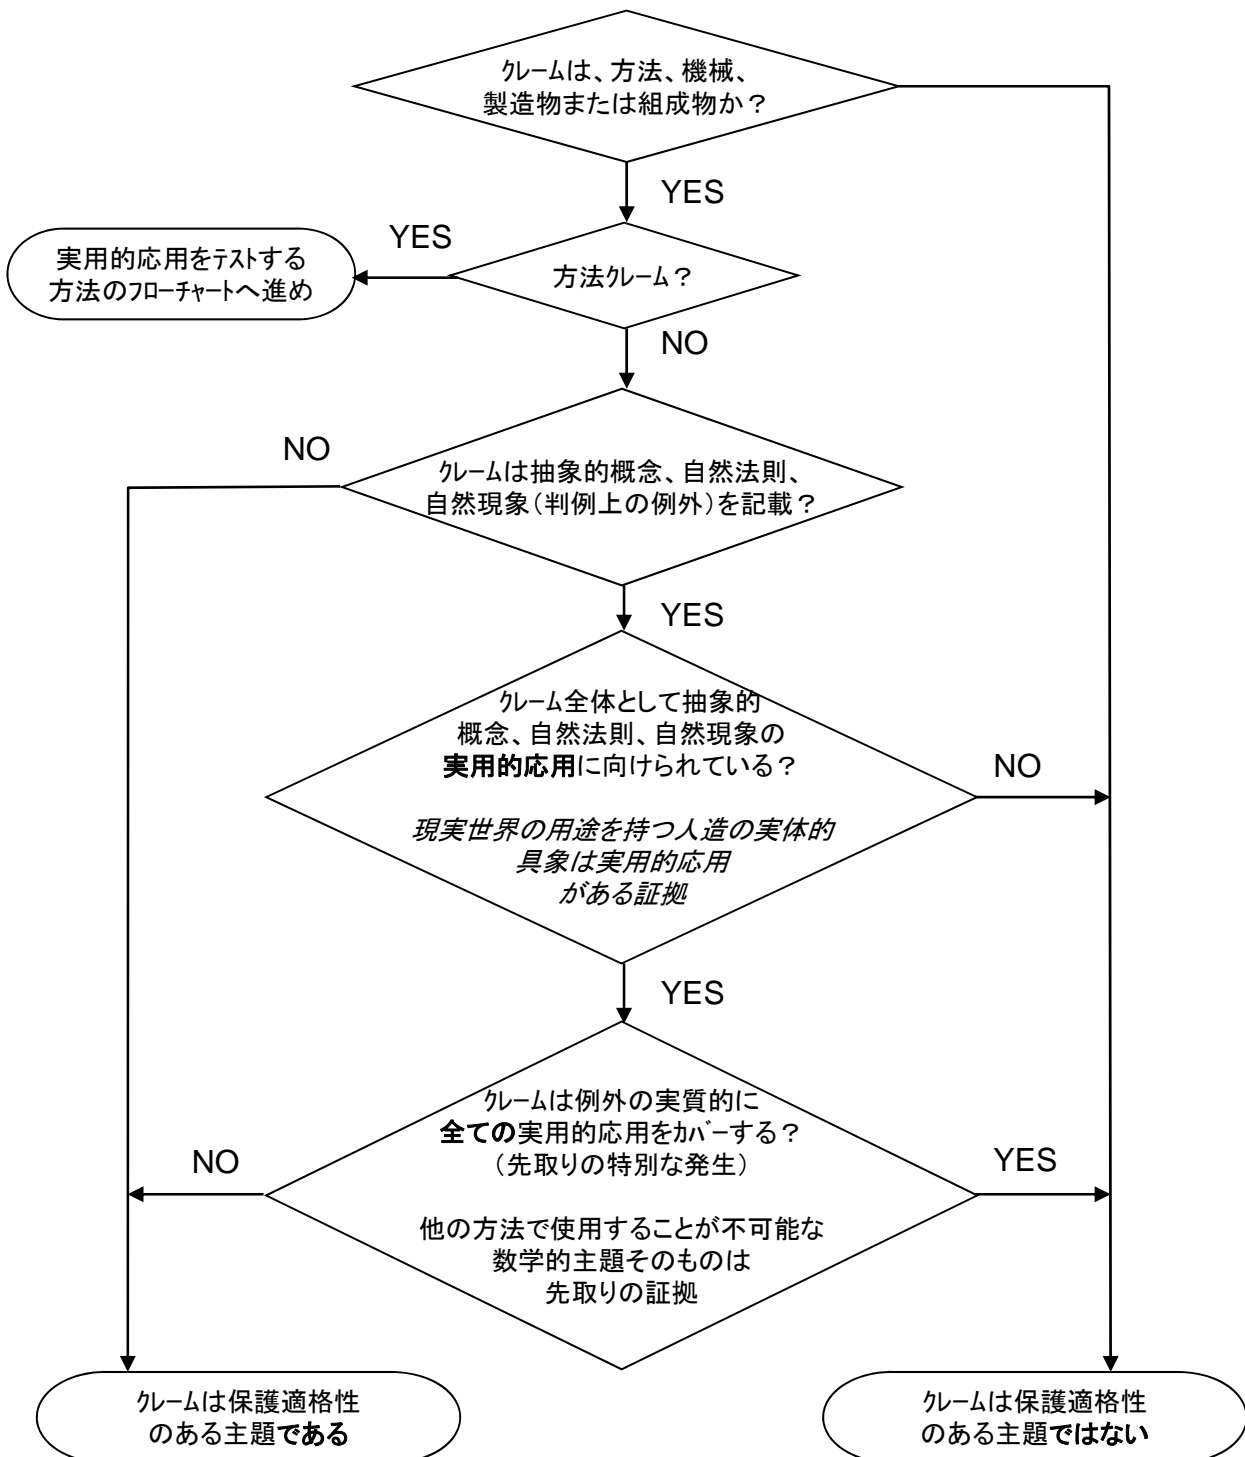 クレームは、方法、機械、
製造物または組成物か？
YES
YES
実用的応用をテストする
方法のフローチャートへ進め
方法クレーム？
NO
NO
クレームは抽象的概念、自然法則、
自然現象（判例上の例外）を記載？
YES
クレーム全体として抽象的
概念、自然法則、自然現象の
実用的応用に向けられている？
NO
現実世界の用途を持つ人造の実体的
具象は実用的応用
がある証拠
YES
クレームは例外の実質的に
全ての実用的応用をカバーする？
（先取りの特別な発生）
NO
YES
他の方法で使用することが不可能な
数学的主題そのものは
先取りの証拠
クレームは保護適格性
のある主題である
クレームは保護適格性
のある主題ではない